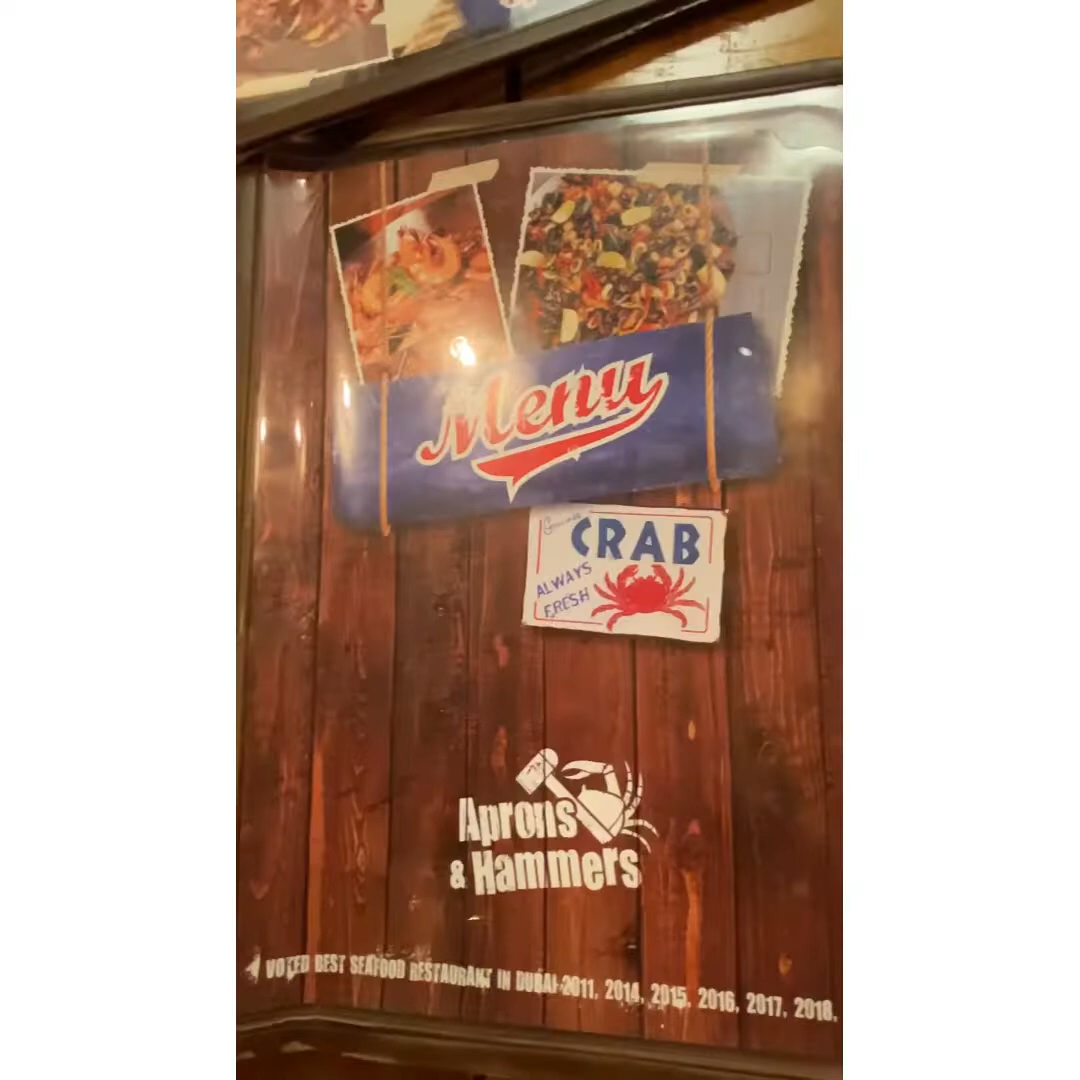 Menu
CRAB
ALWAYS
FRESH
Aprons
& Hammers
VOTED BEST SEAFOOD RESTAURANT IN DUBAI 2011, 2014, 2015, 2016, 2017, 2018,